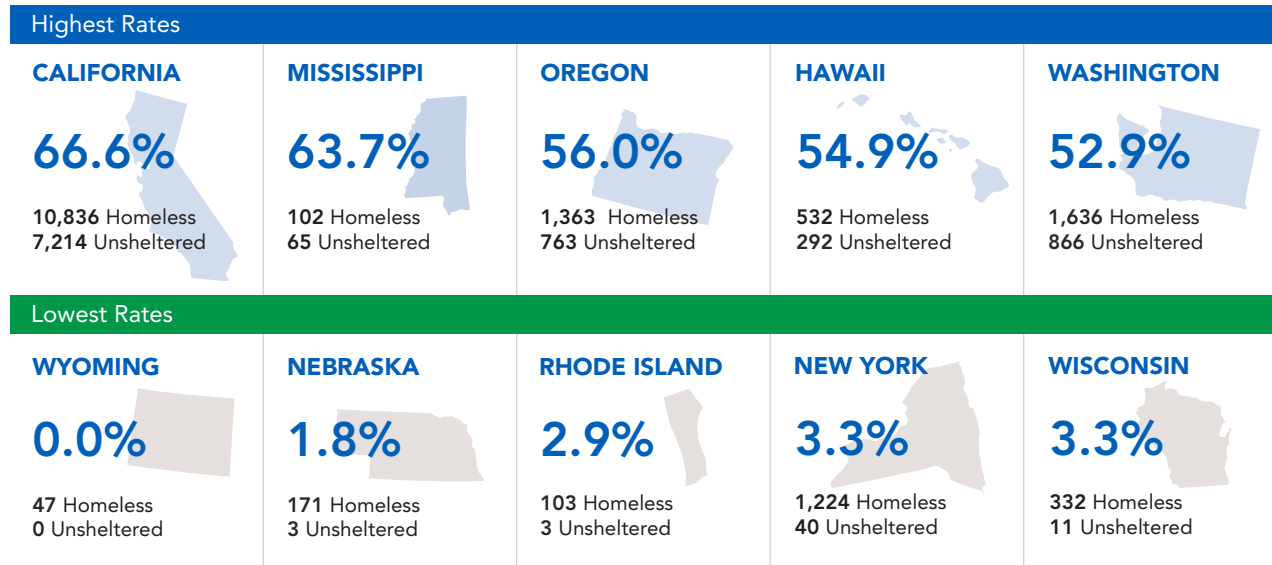 Highest Rates
CALIFORNIA
66.6%
10,836 Homeless
7,214 Unsheltered
MISSISSIPPI
63.7%
102 Homeless
65 Unsheltered
OREGON
56.0%
1,363 Homeless
763 Unsheltered
HAWAII
54.9%
532 Homeless
292 Unsheltered
WASHINGTON
52.9%
1,636 Homeless
866 Unsheltered
Lowest Rates
WYOMING
0.0%
47 Homeless
0 Unsheltered
NEBRASKA
1.8%
171 Homeless
3 Unsheltered
RHODE ISLAND
2.9%
103 Homeless
3 Unsheltered
NEW YORK
3.3%
1,224 Homeless
40 Unsheltered
WISCONSIN
3.3%
332 Homeless
11 Unsheltered